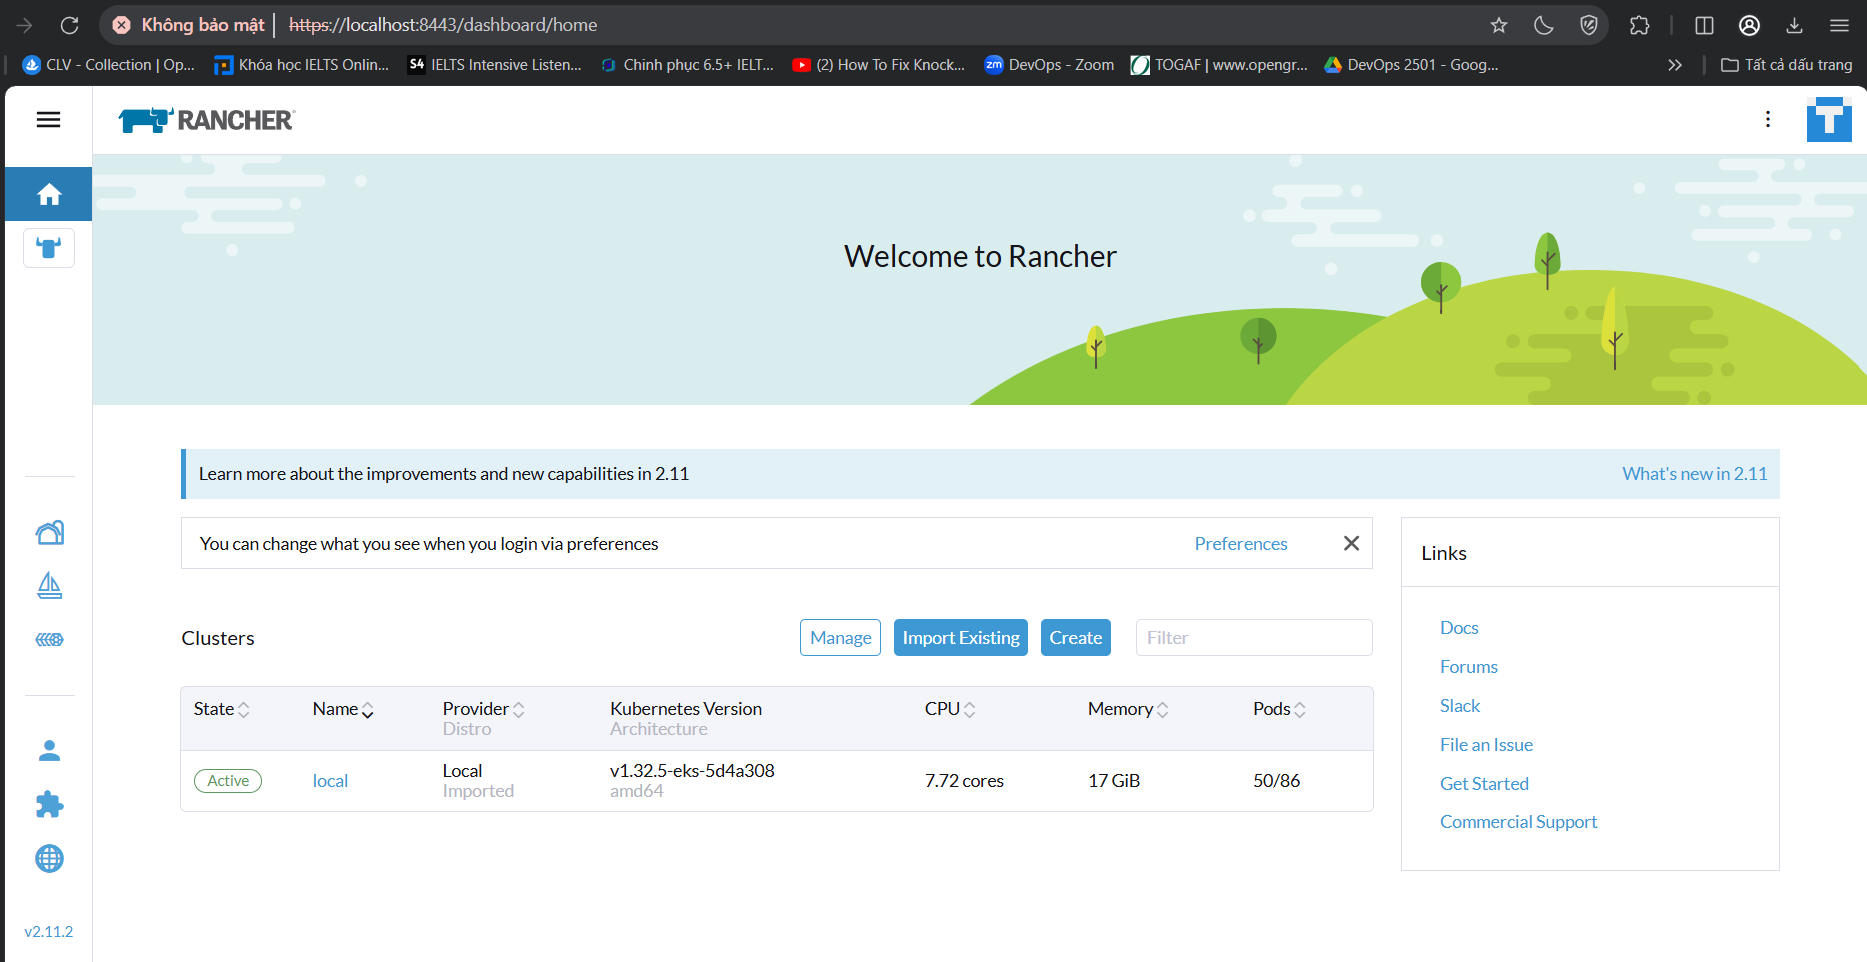 Không bảo mật https://localhost:8443/dashboard/home
CLV - Collection | Op... Khóa học IELTS Onlin... S4 IELTS Intensive Listen... Chinh phục 6.5+ IELT... (2) How To Fix Knock... zm DevOps - Zoom TOGAF | www.opengr... DevOps 2501 - Goog... Tất cả dấu trang
RANCHER
T
Welcome to Rancher
Learn more about the improvements and new capabilities in 2.11 What's new in 2.11
You can change what you see when you login via preferences Preferences
Links
Docs
Forums
Slack
File an Issue
Get Started
Commercial Support
Clusters Manage Import Existing Create Filter
State Name Provider Kubernetes Version CPU Memory Pods
Distro Architecture
Active local Local v1.32.5-eks-5d4a308 7.72 cores 17 GiB 50/86
Imported amd64
v2.11.2